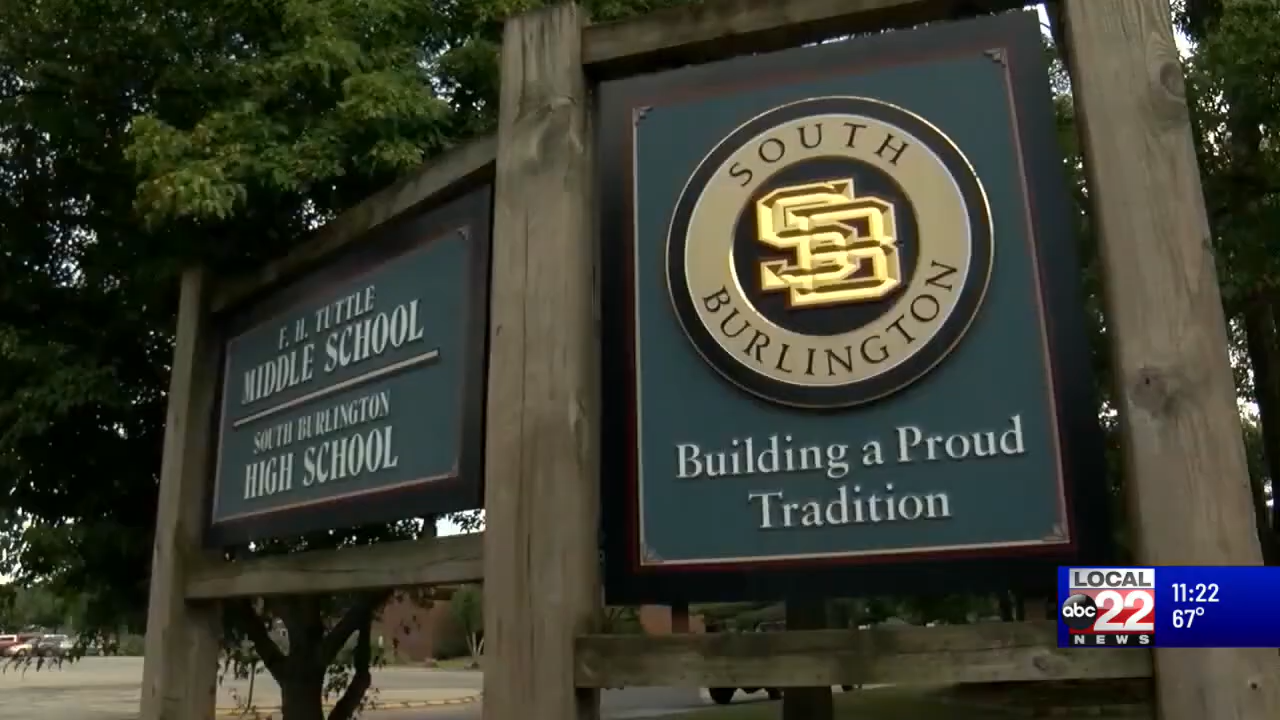 F. H. TUTTLE
MIDDLE SCHOOL
SOUTH BURLINGTON
HIGH SCHOOL
SOUTH
SB
BURLINGTON
Building a Proud
Tradition
LOCAL
abc 22
NEWS
11:22
67°